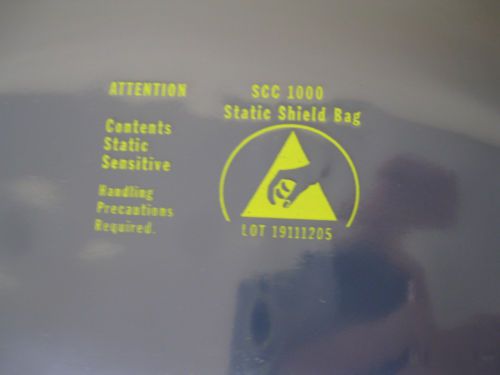 ATTENTION
Contents
Static
Sensitive
Handling
Precautions
Required.
SCC 1000
Static Shield Bag
LOT 19111205